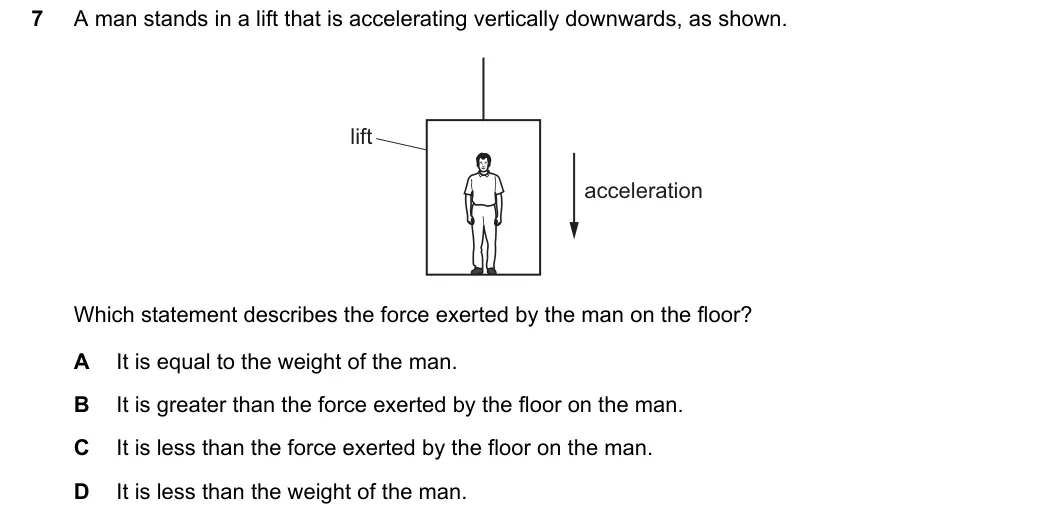 7 A man stands in a lift that is accelerating vertically downwards, as shown.
lift
acceleration
Which statement describes the force exerted by the man on the floor?
A It is equal to the weight of the man.
B It is greater than the force exerted by the floor on the man.
C It is less than the force exerted by the floor on the man.
D It is less than the weight of the man.